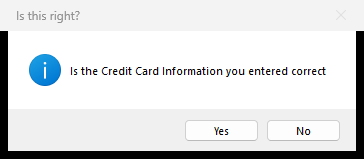 Is this right?
Is the Credit Card Information you entered correct
Yes
No